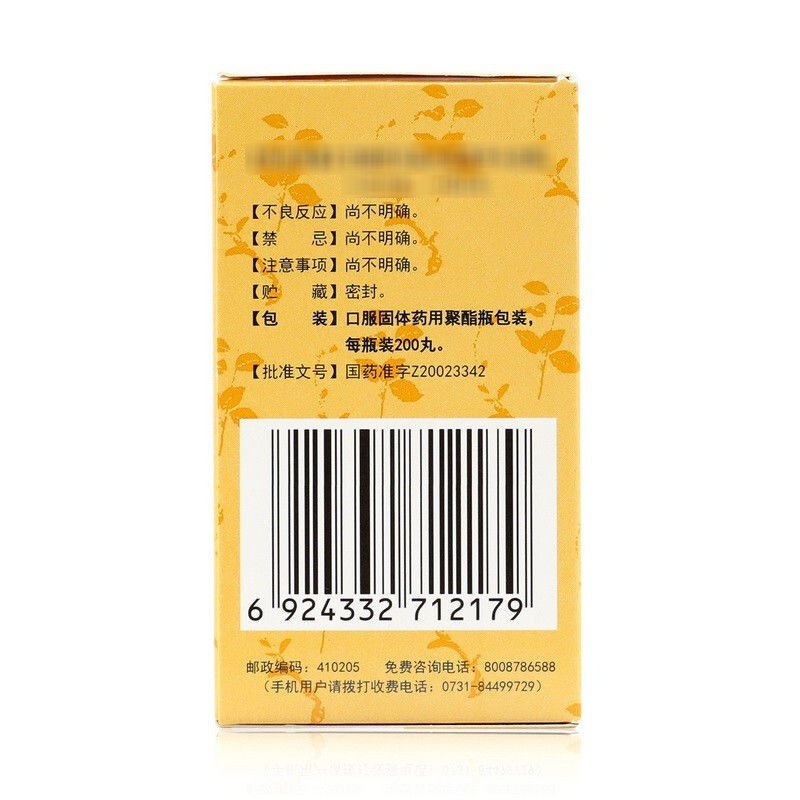 【不良反应】尚不明确。
【禁　　忌】尚不明确。
【注意事项】尚不明确。
【贮　　藏】密封。
【包　　装】口服固体药用聚酯瓶包装，
每瓶装200丸。
【批准文号】国药准字Z20023342
6 924332 712179
邮政编码：410205　免费咨询电话：8008786588
（手机用户请拨打收费电话：0731-84499729）